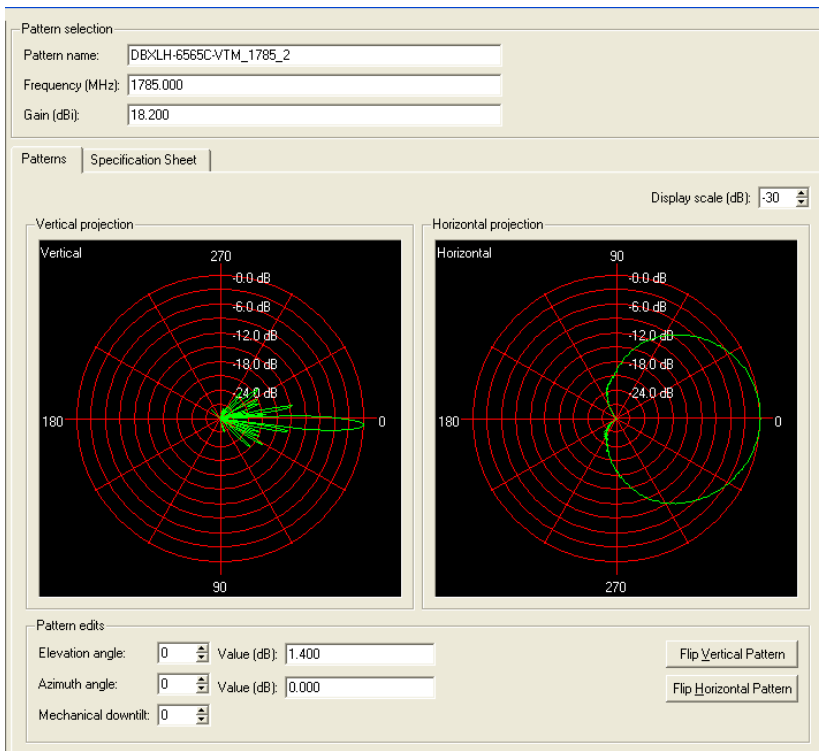 Pattern selection
Pattern name: DBXLH-6565C-VTM_1785_2
Frequency (MHz): 1785.000
Gain (dBi): 18.200
Patterns Specification Sheet
Display scale (dB): -30
Vertical projection
Vertical
270
-0.0 dB
-6.0 dB
-12.0 dB
-18.0 dB
-24.0 dB
180 0
90
Horizontal projection
Horizontal
90
-0.0 dB
-6.0 dB
-12.0 dB
-18.0 dB
-24.0 dB
180 0
270
Pattern edits
Elevation angle: 0 Value (dB): 1.400 Flip Vertical Pattern
Azimuth angle: 0 Value (dB): 0.000 Flip Horizontal Pattern
Mechanical downtilt: 0